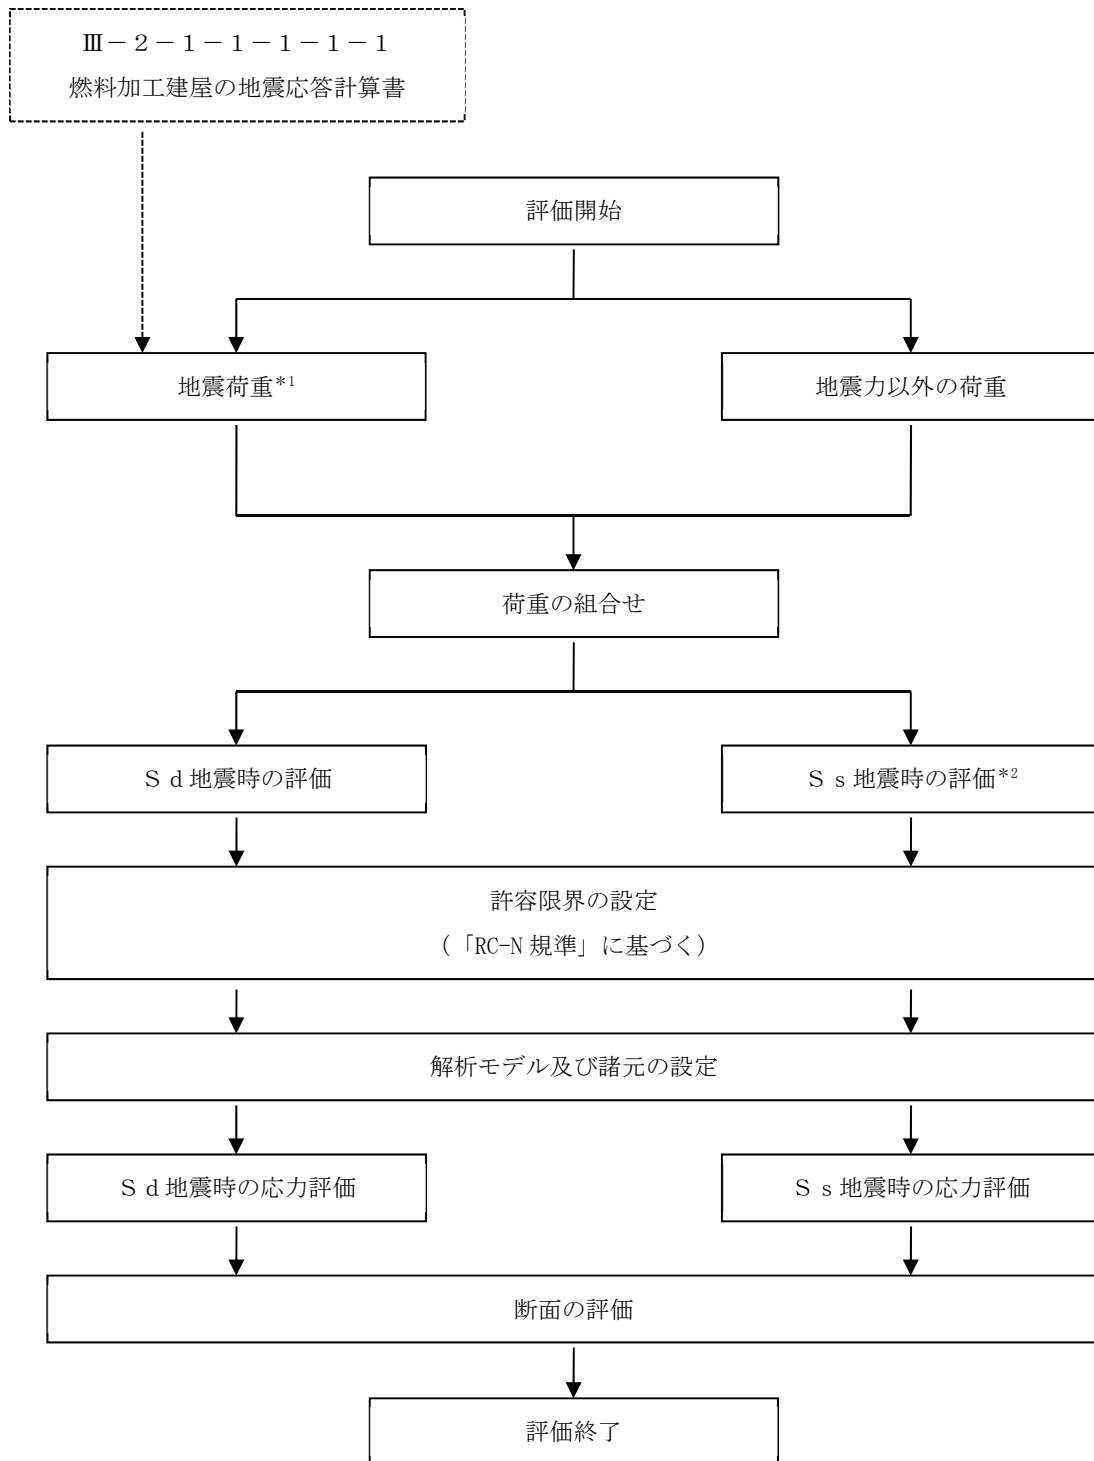 Ⅲ－２－１－１－１－１－１
燃料加工建屋の地震応答計算書
評価開始
地震荷重*1
地震力以外の荷重
荷重の組合せ
Ｓｄ地震時の評価
Ｓｓ地震時の評価*2
許容限界の設定
（「RC-N 規準」に基づく）
解析モデル及び諸元の設定
Ｓｄ地震時の応力評価
Ｓｓ地震時の応力評価
断面の評価
評価終了